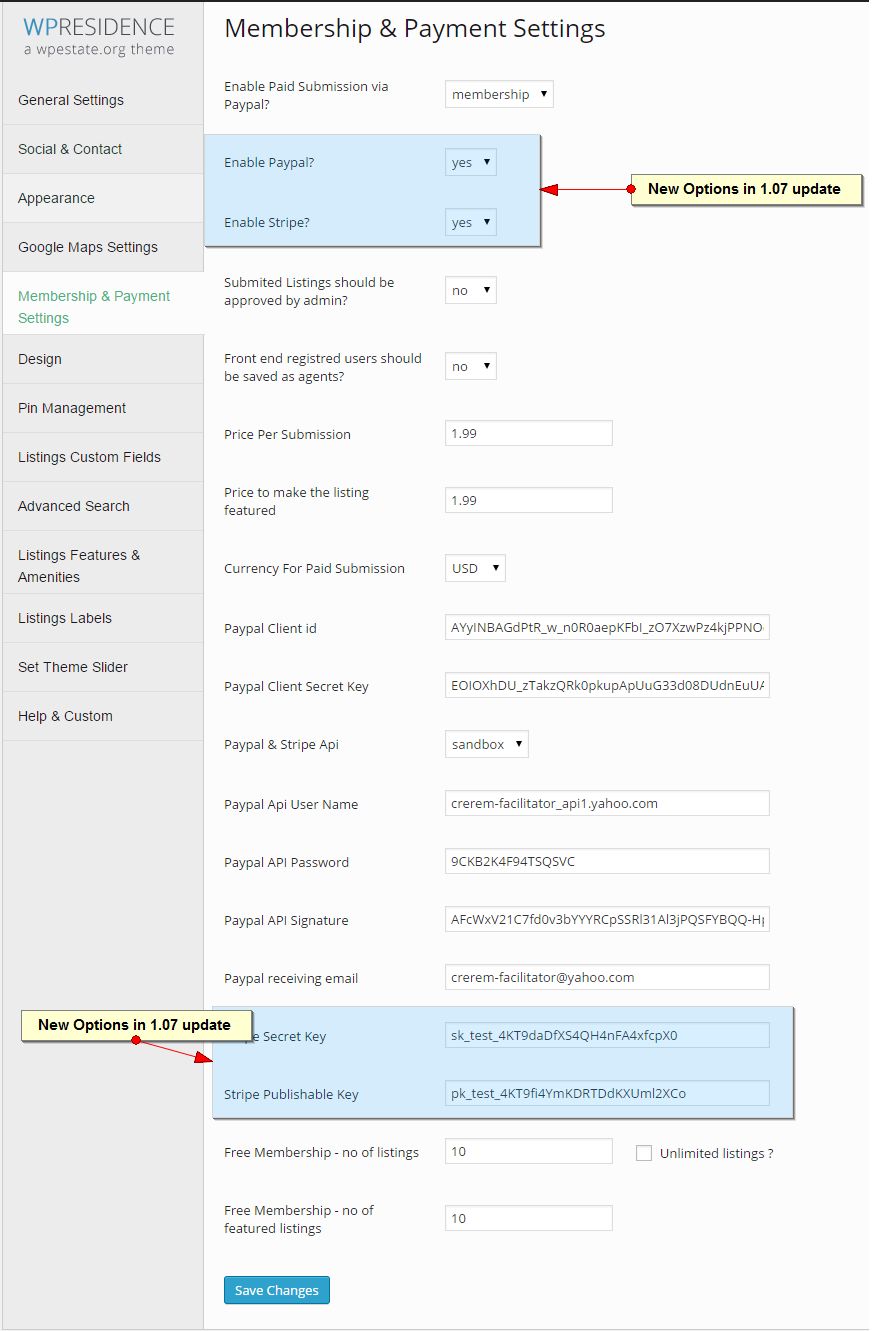 WPRESIDENCE
a wpestate.org theme
General Settings
Social & Contact
Appearance
Google Maps Settings
Membership & Payment
Settings
Design
Pin Management
Listings Custom Fields
Advanced Search
Listings Features &
Amenities
Listings Labels
Set Theme Slider
Help & Custom
Membership & Payment Settings
Enable Paid Submission via
Paypal?
membership
Enable Paypal?
yes
New Options in 1.07 update
Enable Stripe?
yes
Submited Listings should be
approved by admin?
no
Front end registred users should
be saved as agents?
no
Price Per Submission
1.99
Price to make the listing
featured
1.99
Currency For Paid Submission
USD
Paypal Client id
AYyINBAGdPtR_w_n0R0aepKFbI_zO7XzwPz4kjPPNO
Paypal Client Secret Key
EOIOXhDU_zTakzQRk0pkupApUuG33d08DUdnEuUA
Paypal & Stripe Api
sandbox
Paypal Api User Name
crerem-facilitator_api1.yahoo.com
Paypal API Password
9CKB2K4F94TSQSVC
Paypal API Signature
AFcWxV21C7fd0v3bYYYRCpSSRl31Al3jPQSFYBQQ-H
Paypal receiving email
crerem-facilitator@yahoo.com
New Options in 1.07 update
Secret Key
sk_test_4KT9daDfXS4QH4nFA4xfcpX0
Stripe Publishable Key
pk_test_4KT9fi4YmKDRTDdKXUml2XCo
Free Membership - no of listings
10
Unlimited listings ?
Free Membership - no of
featured listings
10
Save Changes